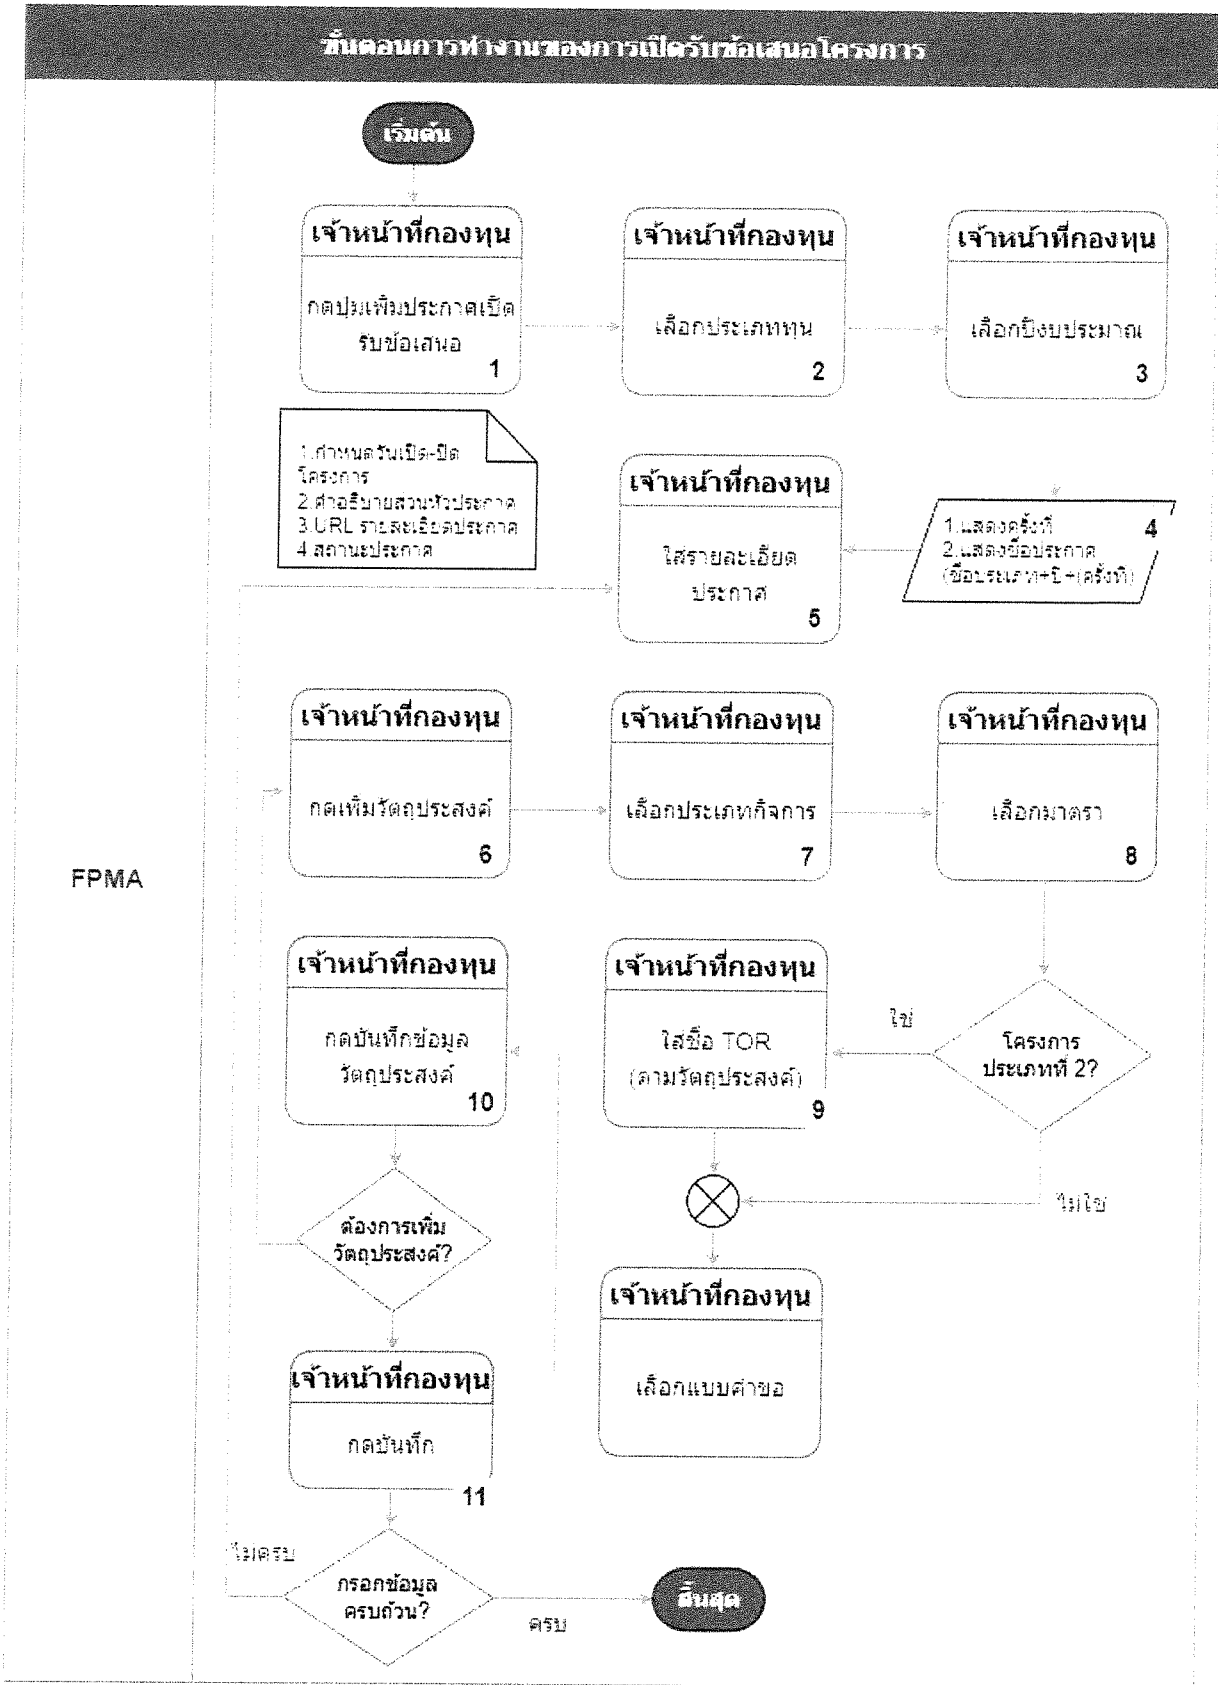 ขั้นตอนการทำงานของการเปิดรับข้อเสนอโครงการ
FPMA
เริ่มต้น
เจ้าหน้าที่กองทุน
กดปุ่มเพิ่มประกาศเปิด
รับข้อเสนอ
1
เจ้าหน้าที่กองทุน
เลือกประเภททุน
2
เจ้าหน้าที่กองทุน
เลือกปีงบประมาณ
3
1.กำหนดวันเปิด-ปิด
โครงการ
2.คำอธิบายส่วนหัวประกาศ
3.URL รายละเอียดประกาศ
4.สถานะประกาศ
เจ้าหน้าที่กองทุน
ใส่รายละเอียด
ประกาศ
5
1.แสดงครั้งที่
2.แสดงชื่อประกาศ
(ชื่อประเภท+ปี+(ครั้งที่)
4
เจ้าหน้าที่กองทุน
กดเพิ่มวัตถุประสงค์
6
เจ้าหน้าที่กองทุน
เลือกประเภทกิจการ
7
เจ้าหน้าที่กองทุน
เลือกมาตรา
8
เจ้าหน้าที่กองทุน
กดบันทึกข้อมูล
วัตถุประสงค์
10
เจ้าหน้าที่กองทุน
ใส่ชื่อ TOR
(ตามวัตถุประสงค์)
9
ใช่
โครงการ
ประเภทที่ 2?
ไม่ใช่
ต้องการเพิ่ม
วัตถุประสงค์?
เจ้าหน้าที่กองทุน
เลือกแบบคำขอ
เจ้าหน้าที่กองทุน
กดบันทึก
11
ไม่ครบ
กรอกข้อมูล
ครบถ้วน?
ครบ
สิ้นสุด